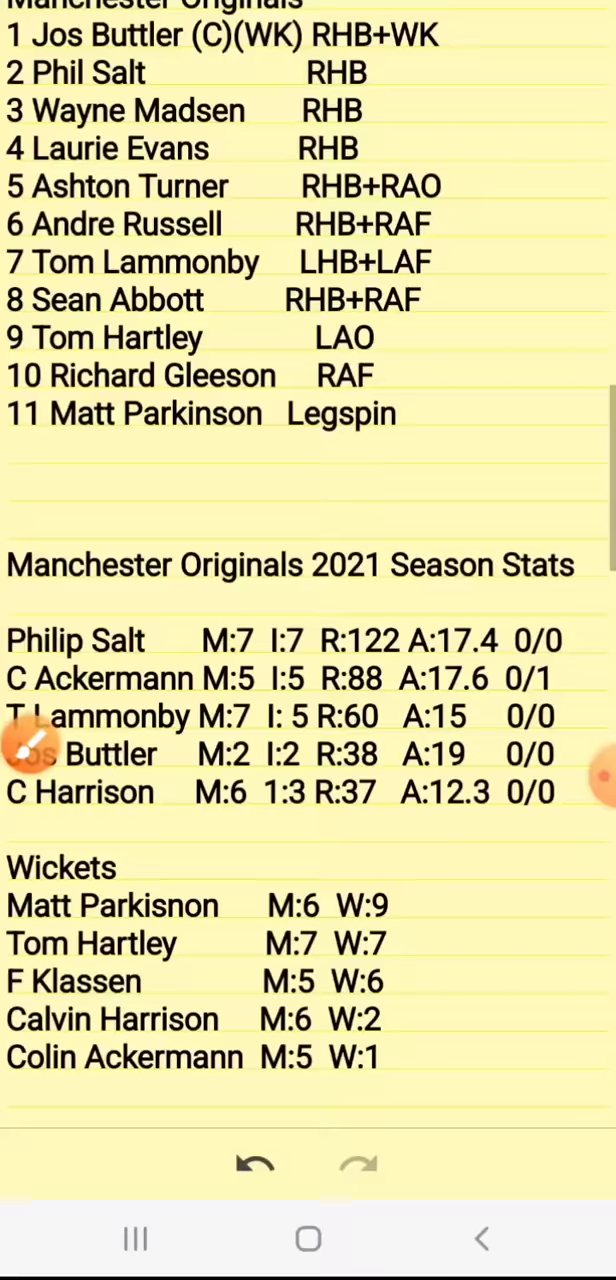 Manchester Originals
1 Jos Buttler (C)(WK) RHB+WK
2 Phil Salt RHB
3 Wayne Madsen RHB
4 Laurie Evans RHB
5 Ashton Turner RHB+RAO
6 Andre Russell RHB+RAF
7 Tom Lammonby LHB+LAF
8 Sean Abbott RHB+RAF
9 Tom Hartley LAO
10 Richard Gleeson RAF
11 Matt Parkinson Legspin
Manchester Originals 2021 Season Stats
Philip Salt M:7 I:7 R:122 A:17.4 0/0
C Ackermann M:5 I:5 R:88 A:17.6 0/1
T Lammonby M:7 I: 5 R:60 A:15 0/0
Jos Buttler M:2 I:2 R:38 A:19 0/0
C Harrison M:6 1:3 R:37 A:12.3 0/0
Wickets
Matt Parkisnon M:6 W:9
Tom Hartley M:7 W:7
F Klassen M:5 W:6
Calvin Harrison M:6 W:2
Colin Ackermann M:5 W:1